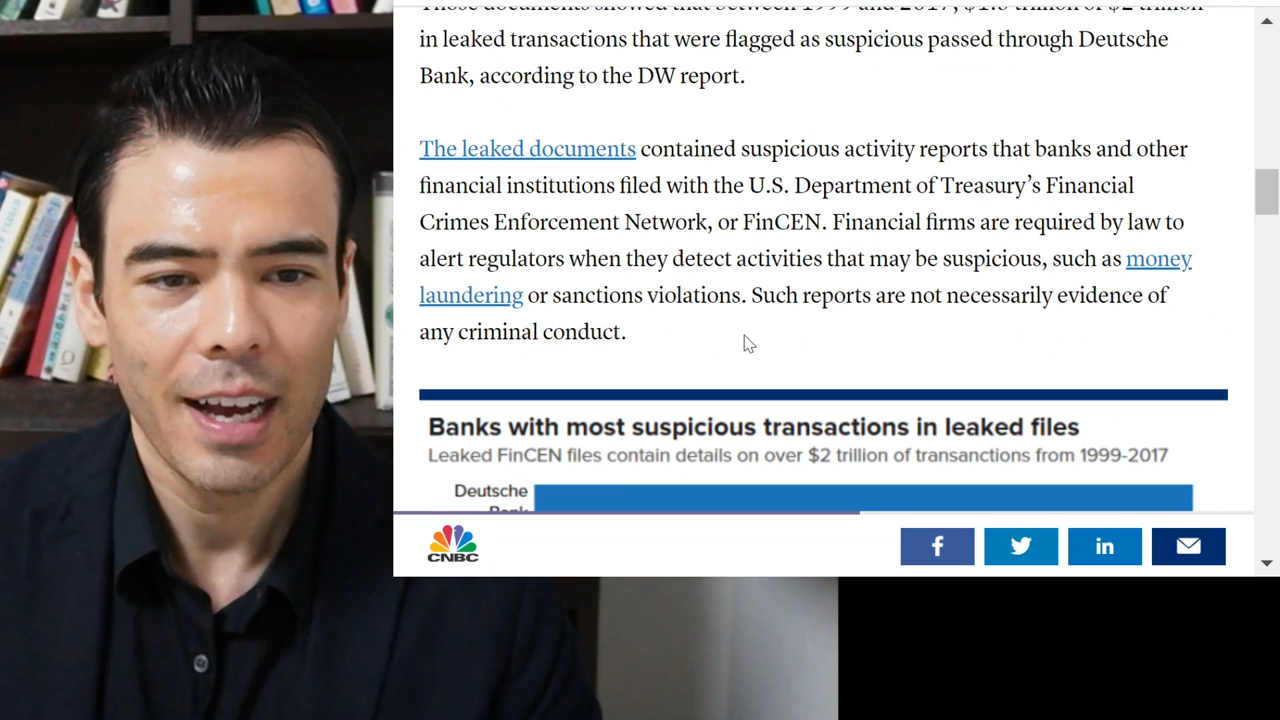 Those documents showed that between 1999 and 2017, $1.3 trillion of $2 trillion
in leaked transactions that were flagged as suspicious passed through Deutsche
Bank, according to the DW report.
The leaked documents contained suspicious activity reports that banks and other
financial institutions filed with the U.S. Department of Treasury’s Financial
Crimes Enforcement Network, or FinCEN. Financial firms are required by law to
alert regulators when they detect activities that may be suspicious, such as money
laundering or sanctions violations. Such reports are not necessarily evidence of
any criminal conduct.
Banks with most suspicious transactions in leaked files
Leaked FinCEN files contain details on over $2 trillion of transanctions from 1999-2017
Deutsche
Bank
CNBC
f
in